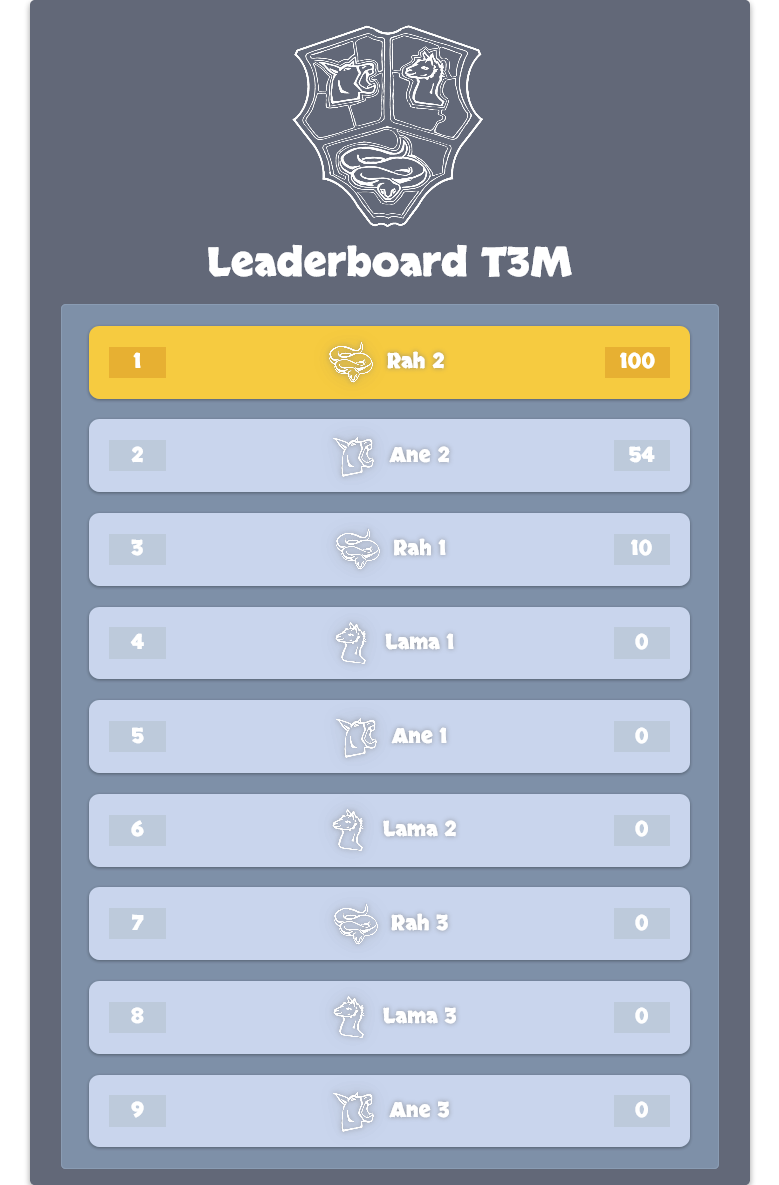 Leaderboard T3M
1 Rah 2 100
2 Ane 2 54
3 Rah 1 10
4 Lama 1 0
5 Ane 1 0
6 Lama 2 0
7 Rah 3 0
8 Lama 3 0
9 Ane 3 0